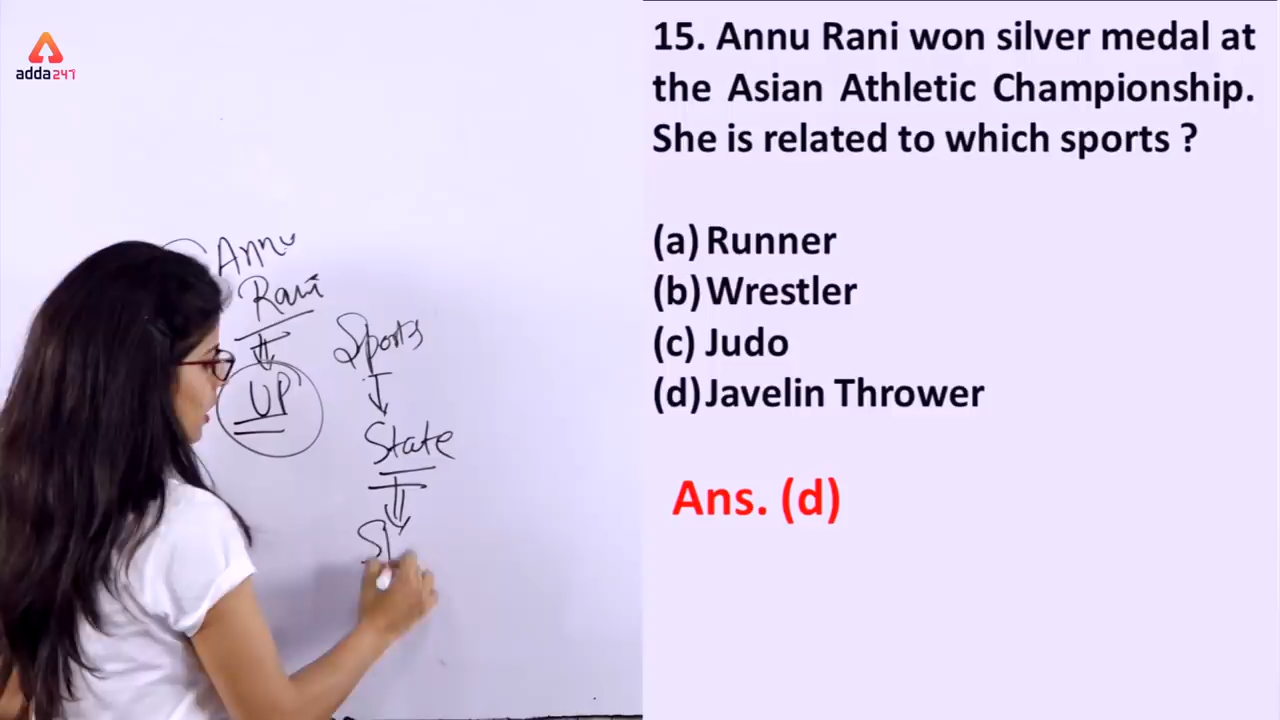 adda247
Annu
Rani
UP
Sports
State
15. Annu Rani won silver medal at
the Asian Athletic Championship.
She is related to which sports ?
(a) Runner
(b) Wrestler
(c) Judo
(d) Javelin Thrower
Ans. (d)